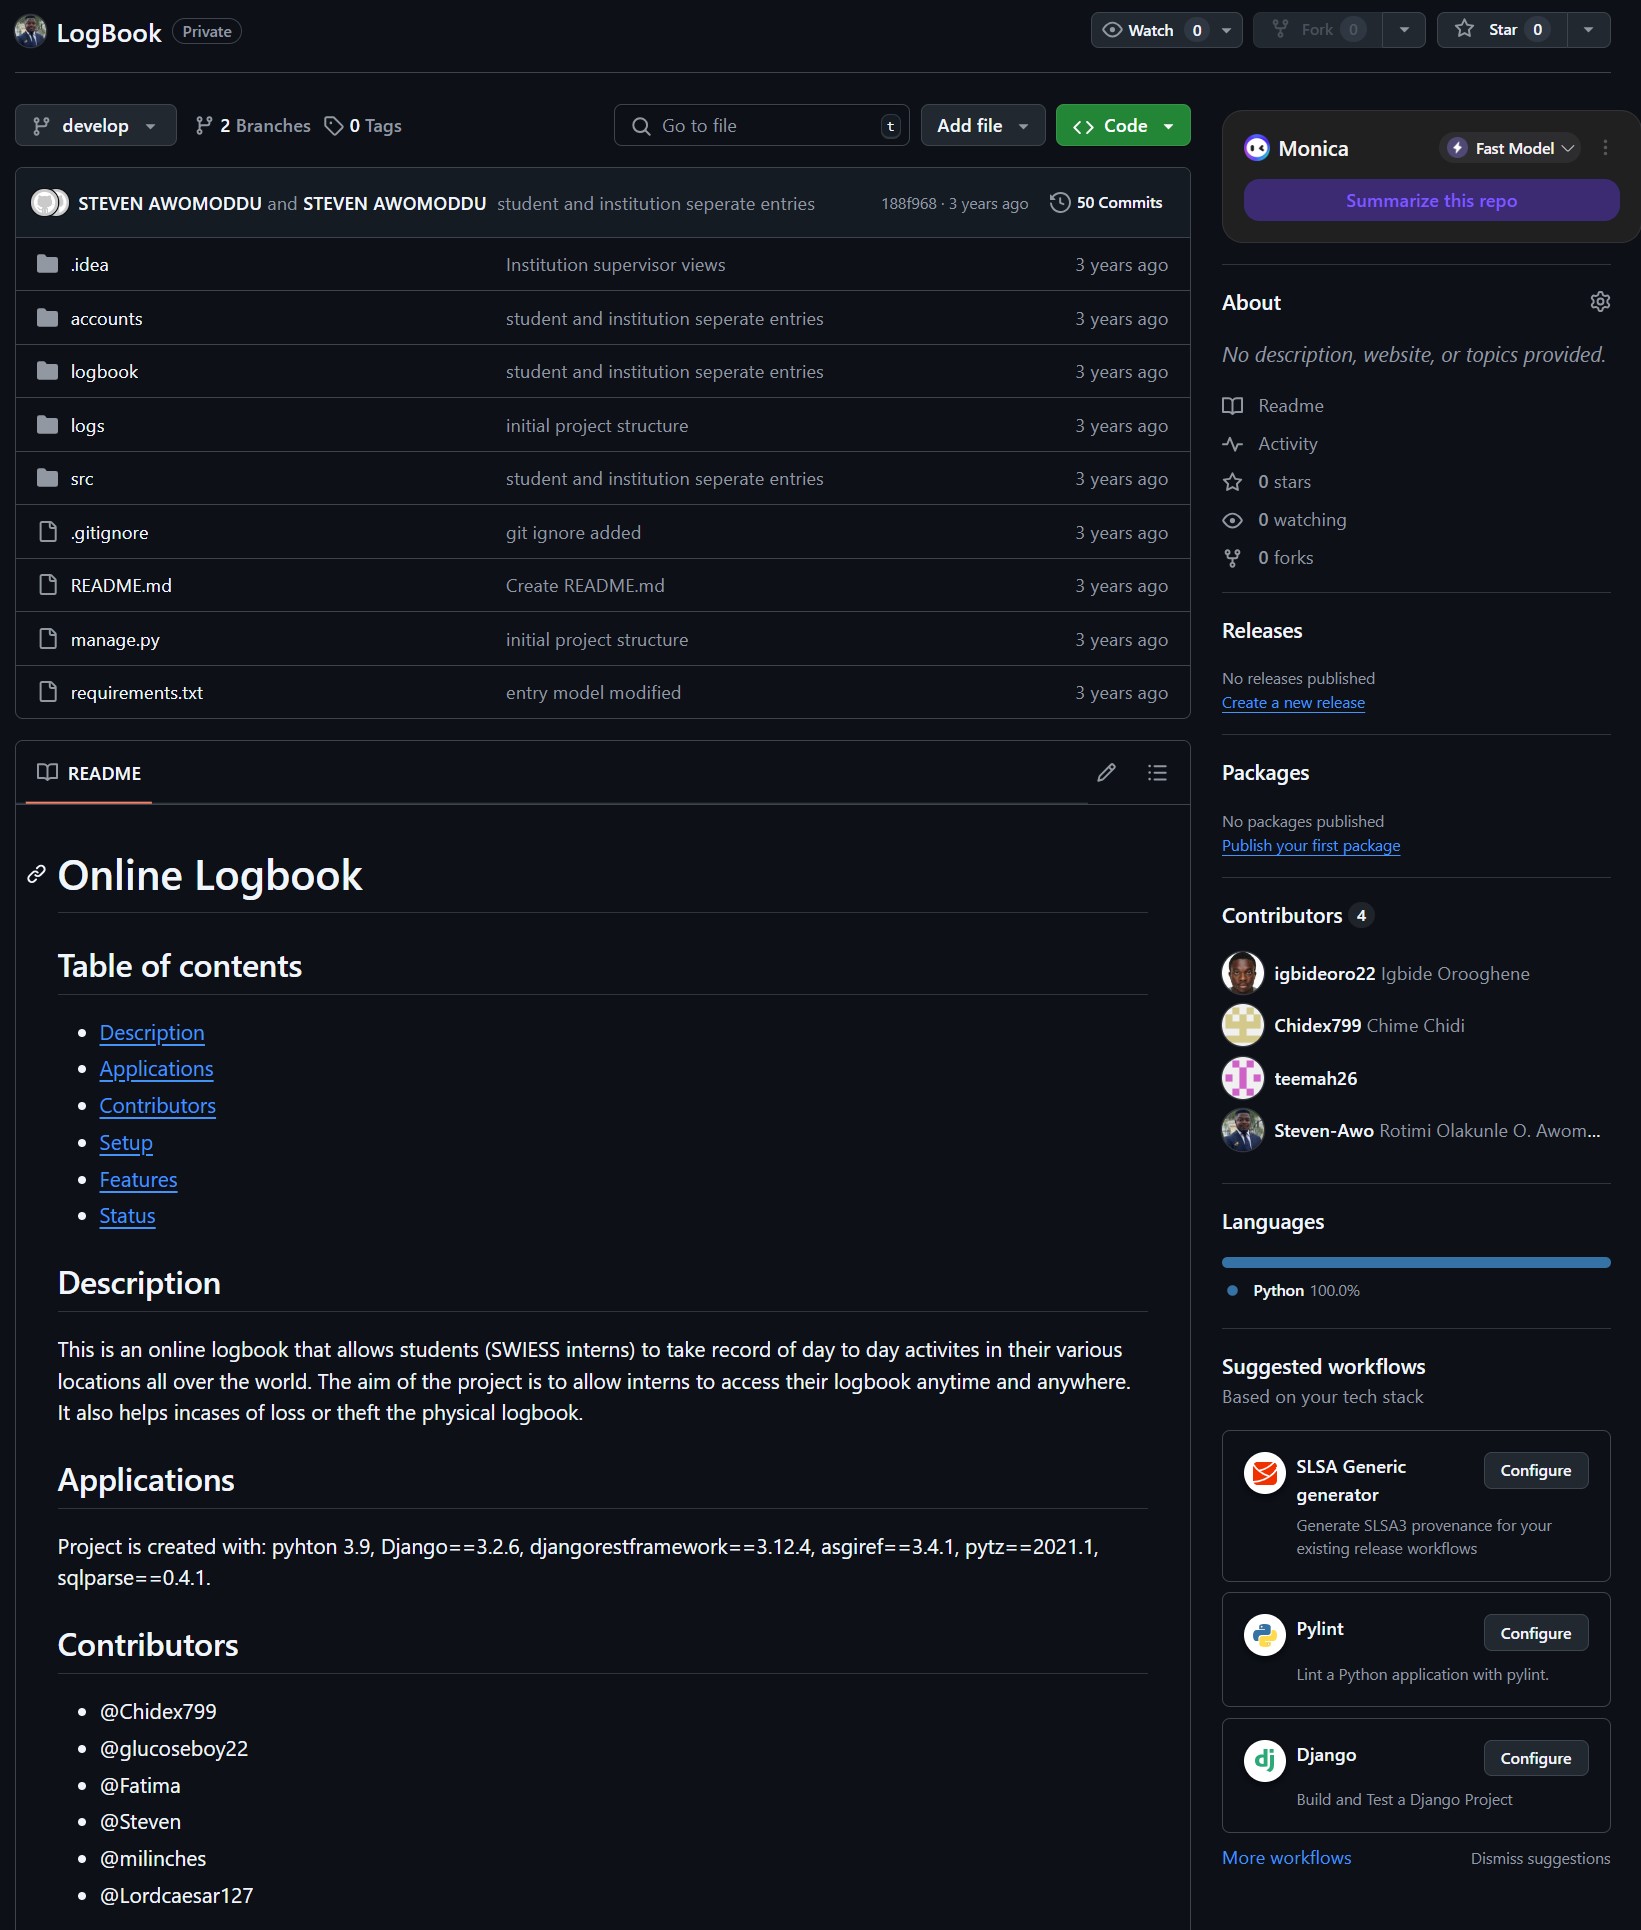 LogBook Private
Watch 0
Fork 0
Star 0
develop
2 Branches
0 Tags
Go to file
t
Add file
Code
STEVEN AWOMODDU and STEVEN AWOMODDU student and institution seperate entries
188f968 · 3 years ago
50 Commits
.idea Institution supervisor views 3 years ago
accounts student and institution seperate entries 3 years ago
logbook student and institution seperate entries 3 years ago
logs initial project structure 3 years ago
src student and institution seperate entries 3 years ago
.gitignore git ignore added 3 years ago
README.md Create README.md 3 years ago
manage.py initial project structure 3 years ago
requirements.txt entry model modified 3 years ago
README
Online Logbook
Table of contents
Description
Applications
Contributors
Setup
Features
Status
Description
This is an online logbook that allows students (SWIESS interns) to take record of day to day activites in their various
locations all over the world. The aim of the project is to allow interns to access their logbook anytime and anywhere.
It also helps incases of loss or theft the physical logbook.
Applications
Project is created with: pyhton 3.9, Django==3.2.6, djangorestframework==3.12.4, asgiref==3.4.1, pytz==2021.1,
sqlparse==0.4.1.
Contributors
@Chidex799
@glucoseboy22
@Fatima
@Steven
@milinches
@Lordcaesar127
Monica
Fast Model
Summarize this repo
About
No description, website, or topics provided.
Readme
Activity
0 stars
0 watching
0 forks
Releases
No releases published
Create a new release
Packages
No packages published
Publish your first package
Contributors 4
igbideoro22 Igbide Orooghene
Chidex799 Chime Chidi
teemah26
Steven-Awo Rotimi Olakunle O. Awom...
Languages
Python 100.0%
Suggested workflows
Based on your tech stack
SLSA Generic
generator
Configure
Generate SLSA3 provenance for your
existing release workflows
Pylint
Configure
Lint a Python application with pylint.
dj
Django
Configure
Build and Test a Django Project
More workflows
Dismiss suggestions